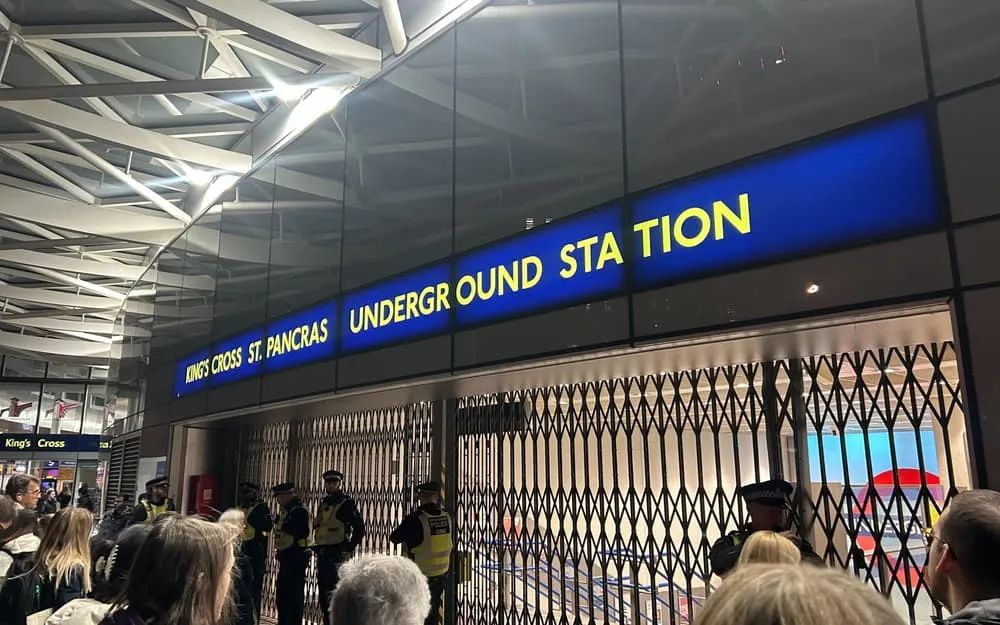 KING'S CROSS ST. PANCRAS UNDERGROUND STATION
King's Cross
POLICE